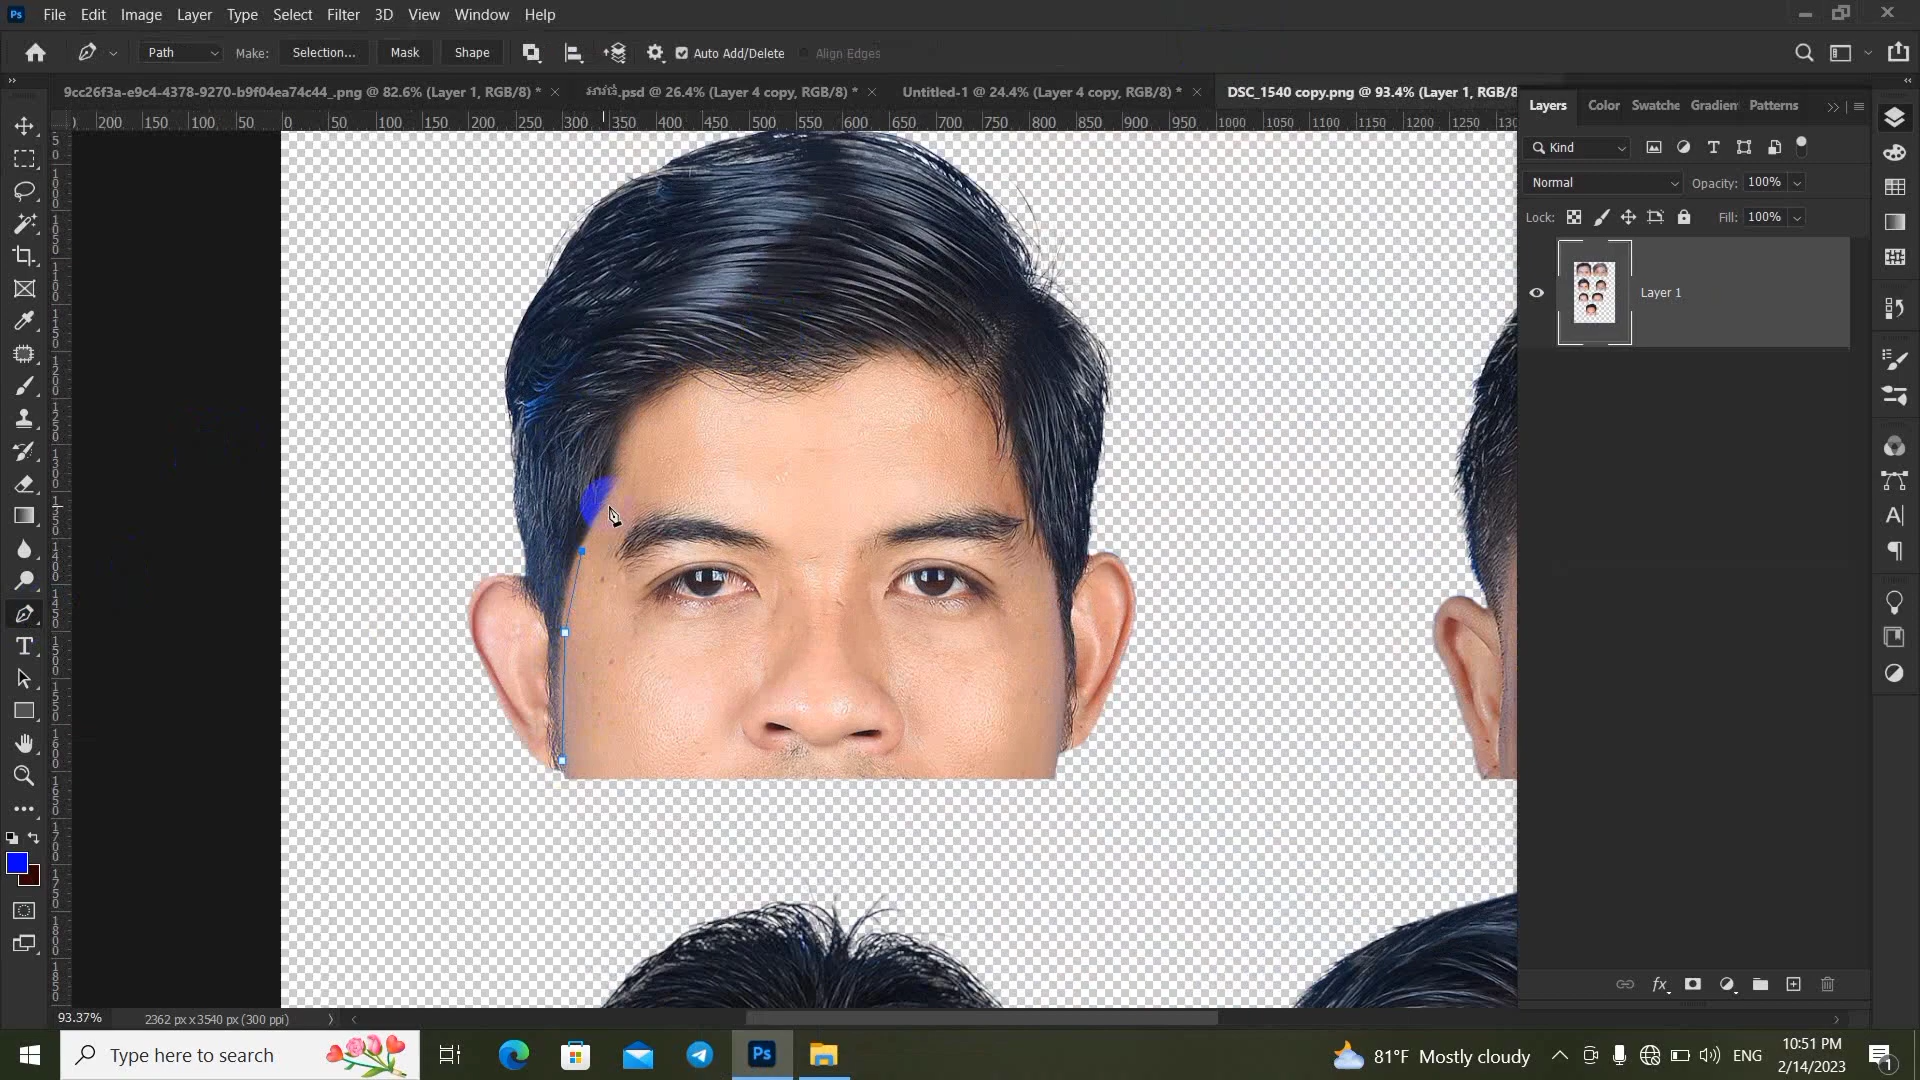 Ps File Edit Image Layer Type Select Filter 3D View Window Help
Path Make: Selection... Mask Shape Auto Add/Delete Align Edges
9cc26f3a-e9c4-4378-9270-b9f04ea74c44_.png @ 82.6% (Layer 1, RGB/8) *
.psd @ 26.4% (Layer 4 copy, RGB/8) *
Untitled-1 @ 24.4% (Layer 4 copy, RGB/8) *
DSC_1540 copy.png @ 93.4% (Layer 1, RGB/8
200 150 100 50 0 50 100 150 200 250 300 350 400 450 500 550 600 650 700 750 800 850 900 950 1000 1050 1100 1150 1200 1250 130
Layers Color Swatche Gradien Patterns
Kind
Normal Opacity: 100%
Lock: Fill: 100%
Layer 1
fx
93.37% 2362 px x 3540 px (300 ppi)
Type here to search
Ps
81°F Mostly cloudy
ENG
10:51 PM
2/14/2023
1